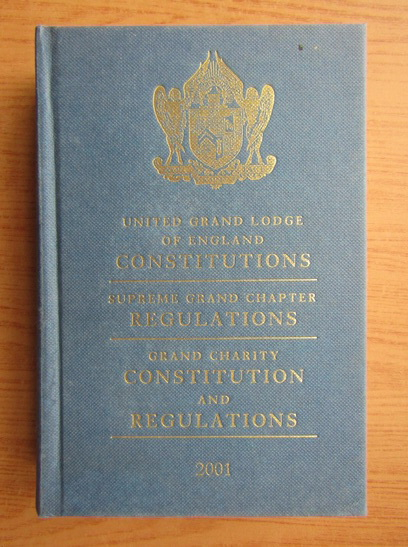 UNITED GRAND LODGE
OF ENGLAND
CONSTITUTIONS
SUPREME GRAND CHAPTER
REGULATIONS
GRAND CHARITY
CONSTITUTION
AND
REGULATIONS
2001